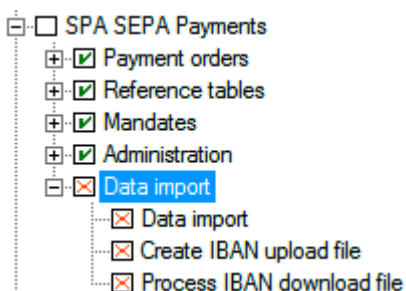 SPA SEPA Payments
Payment orders
Reference tables
Mandates
Administration
Data import
Data import
Create IBAN upload file
Process IBAN download file